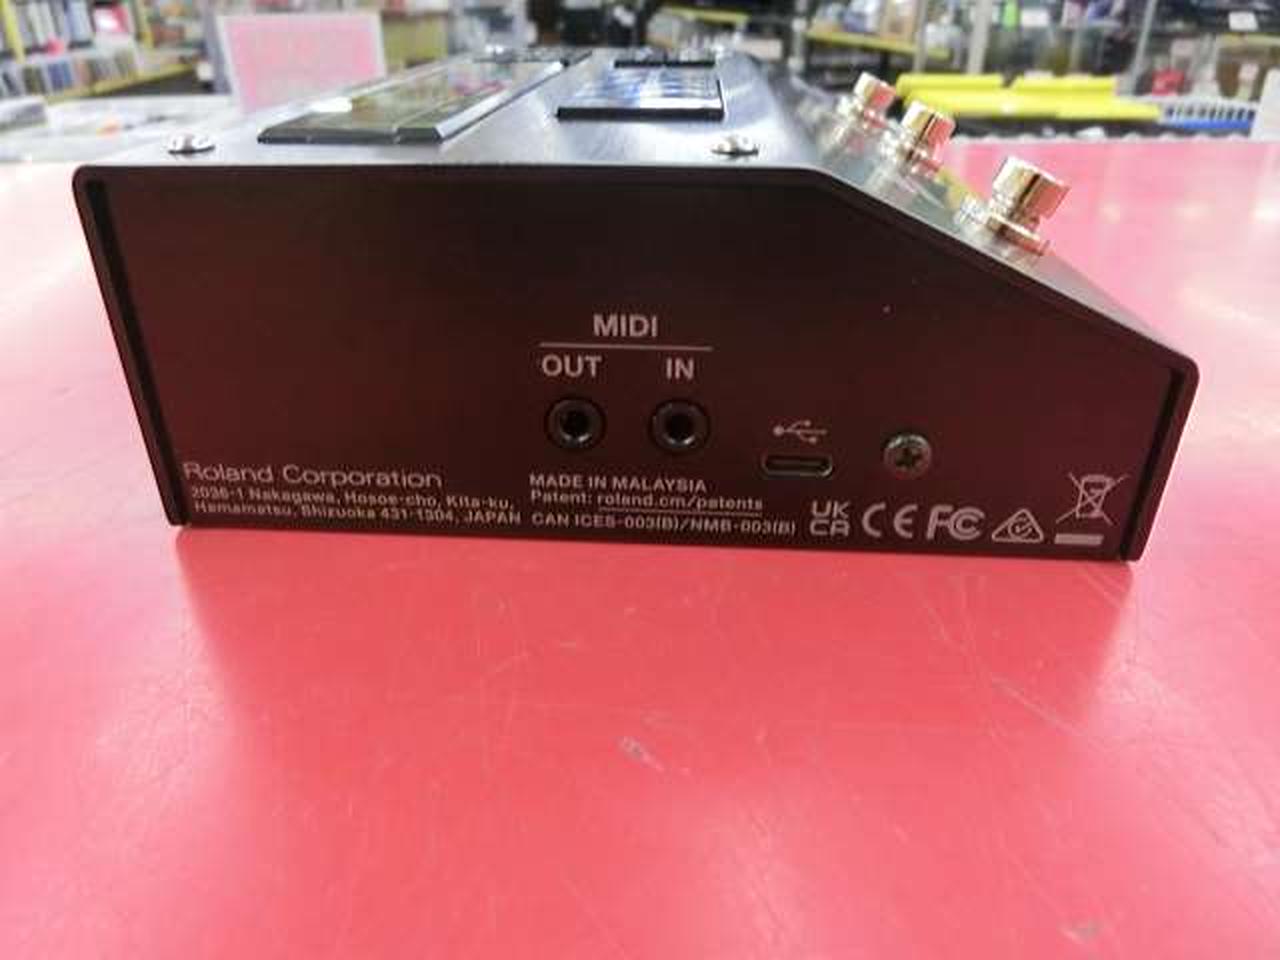 MIDI
OUT IN
Roland Corporation
2036-1 Nakagawa, Hosoe-cho, Kita-ku,
Hamamatsu, Shizuoka 431-1304, JAPAN
MADE IN MALAYSIA
Patent: roland.cm/patents
CAN ICES-003(B)/NMB-003(B)
UK
CA CE FC